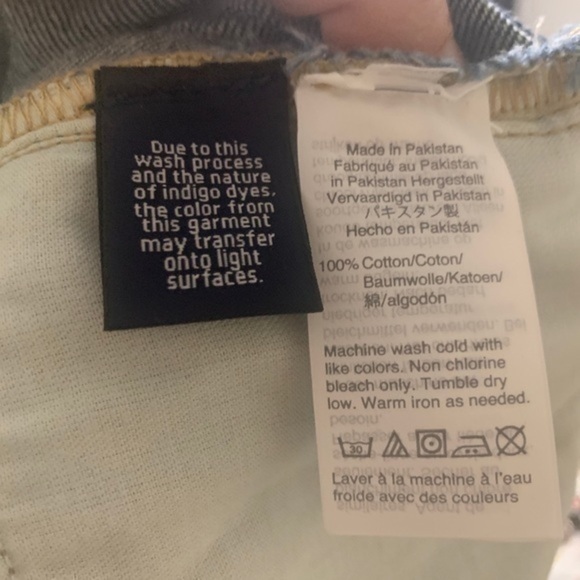 Due to this
wash process
and the nature
of indigo dyes,
the color from
this garment
may transfer
onto light
surfaces.
Made in Pakistan
Fabriqué au Pakistan
in Pakistan Hergestellt
Vervaardigd in Pakistan
パキスタン製
Hecho en Pakistán
100% Cotton/Coton/
Baumwolle/Katoen/
綿/algodón
Machine wash cold with
like colors. Non chlorine
bleach only. Tumble dry
low. Warm iron as needed.
30
Laver à la machine à l'eau
froide avec des couleurs